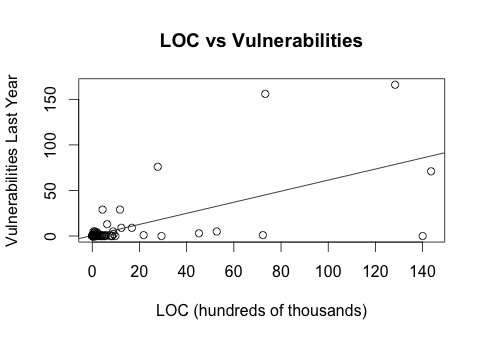 LOC vs Vulnerabilities
Vulnerabilities Last Year
150
100
50
0
0 20 40 60 80 100 120 140
LOC (hundreds of thousands)